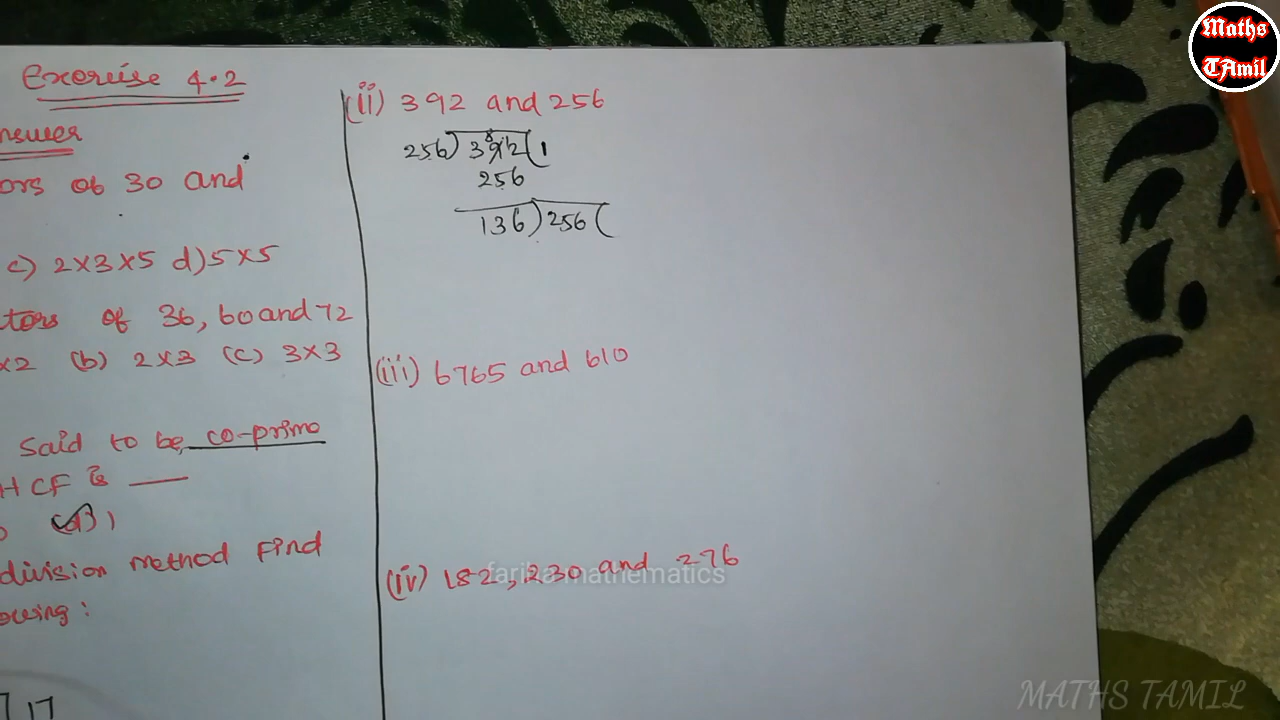 Exercise 4.2
nswer
ors of 30 and
c) 2×3×5 d) 5×5
tors of 36, 60 and 72
×2 (b) 2×3 (c) 3×3
said to be co-prime
HCF is —
(d) 1
division method find
owing :
17
(ii) 392 and 256
256) 392 (1
256
136) 256 (
(iii) 6765 and 610
(iv) 182, 230 and 276
farika mathematics
Maths
TAmil
MATHS TAMIL